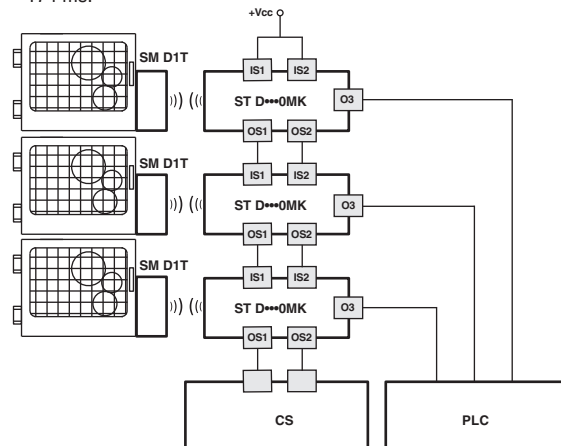 +Vcc
SM D1T
IS1 IS2
ST D•••0MK
O3
OS1 OS2
SM D1T
IS1 IS2
ST D•••0MK
O3
OS1 OS2
SM D1T
IS1 IS2
ST D•••0MK
O3
OS1 OS2
CS
PLC